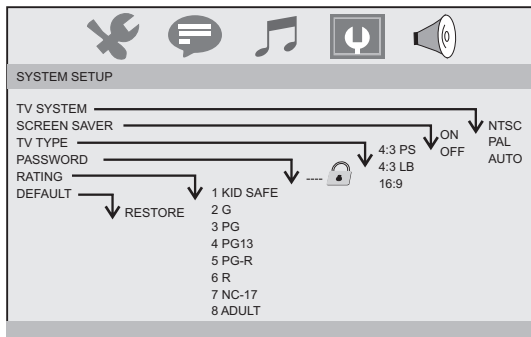 SYSTEM SETUP
TV SYSTEM
SCREEN SAVER
TV TYPE
PASSWORD
RATING
DEFAULT
RESTORE
1 KID SAFE
2 G
3 PG
4 PG13
5 PG-R
6 R
7 NC-17
8 ADULT
----
4:3 PS
4:3 LB
16:9
ON
OFF
NTSC
PAL
AUTO